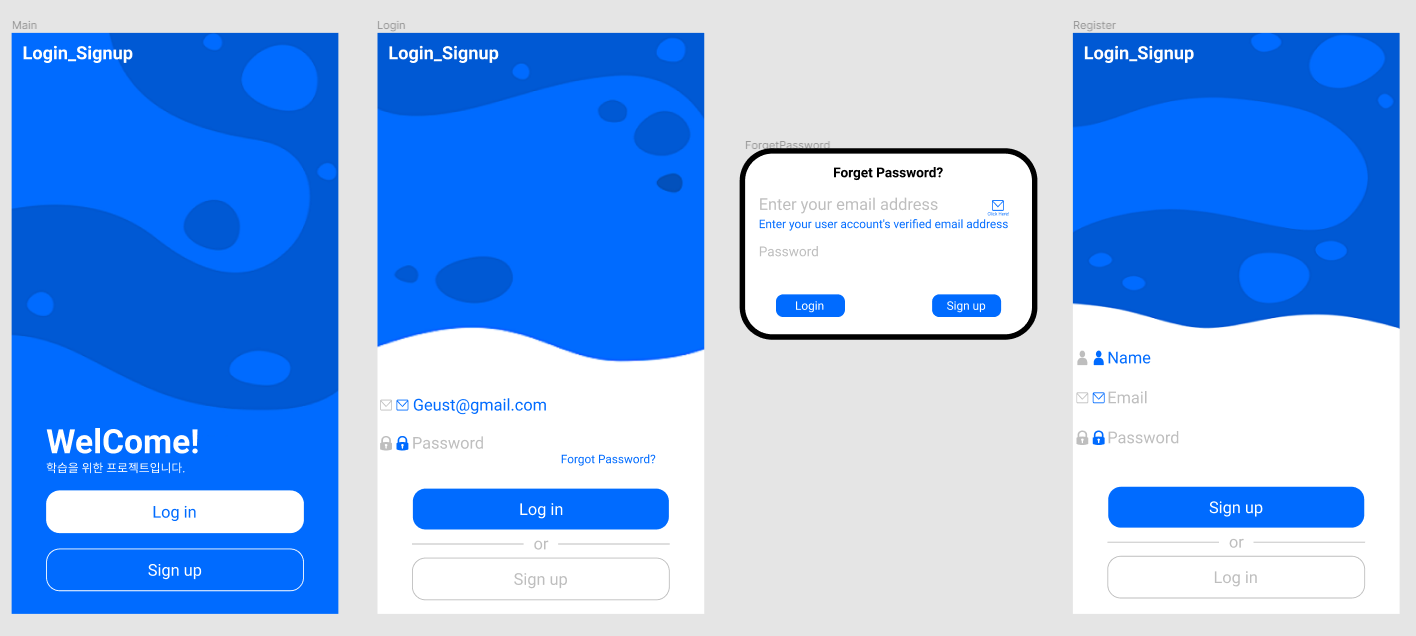 Main
Login_Signup
WelCome!
학습을 위한 프로젝트입니다.
Log in
Sign up
Login
Login_Signup
Geust@gmail.com
Password
Forgot Password?
Log in
or
Sign up
ForgetPassword
Forget Password?
Enter your email address
Click Here!
Enter your user account's verified email address
Password
Login
Sign up
Register
Login_Signup
Name
Email
Password
Sign up
or
Log in